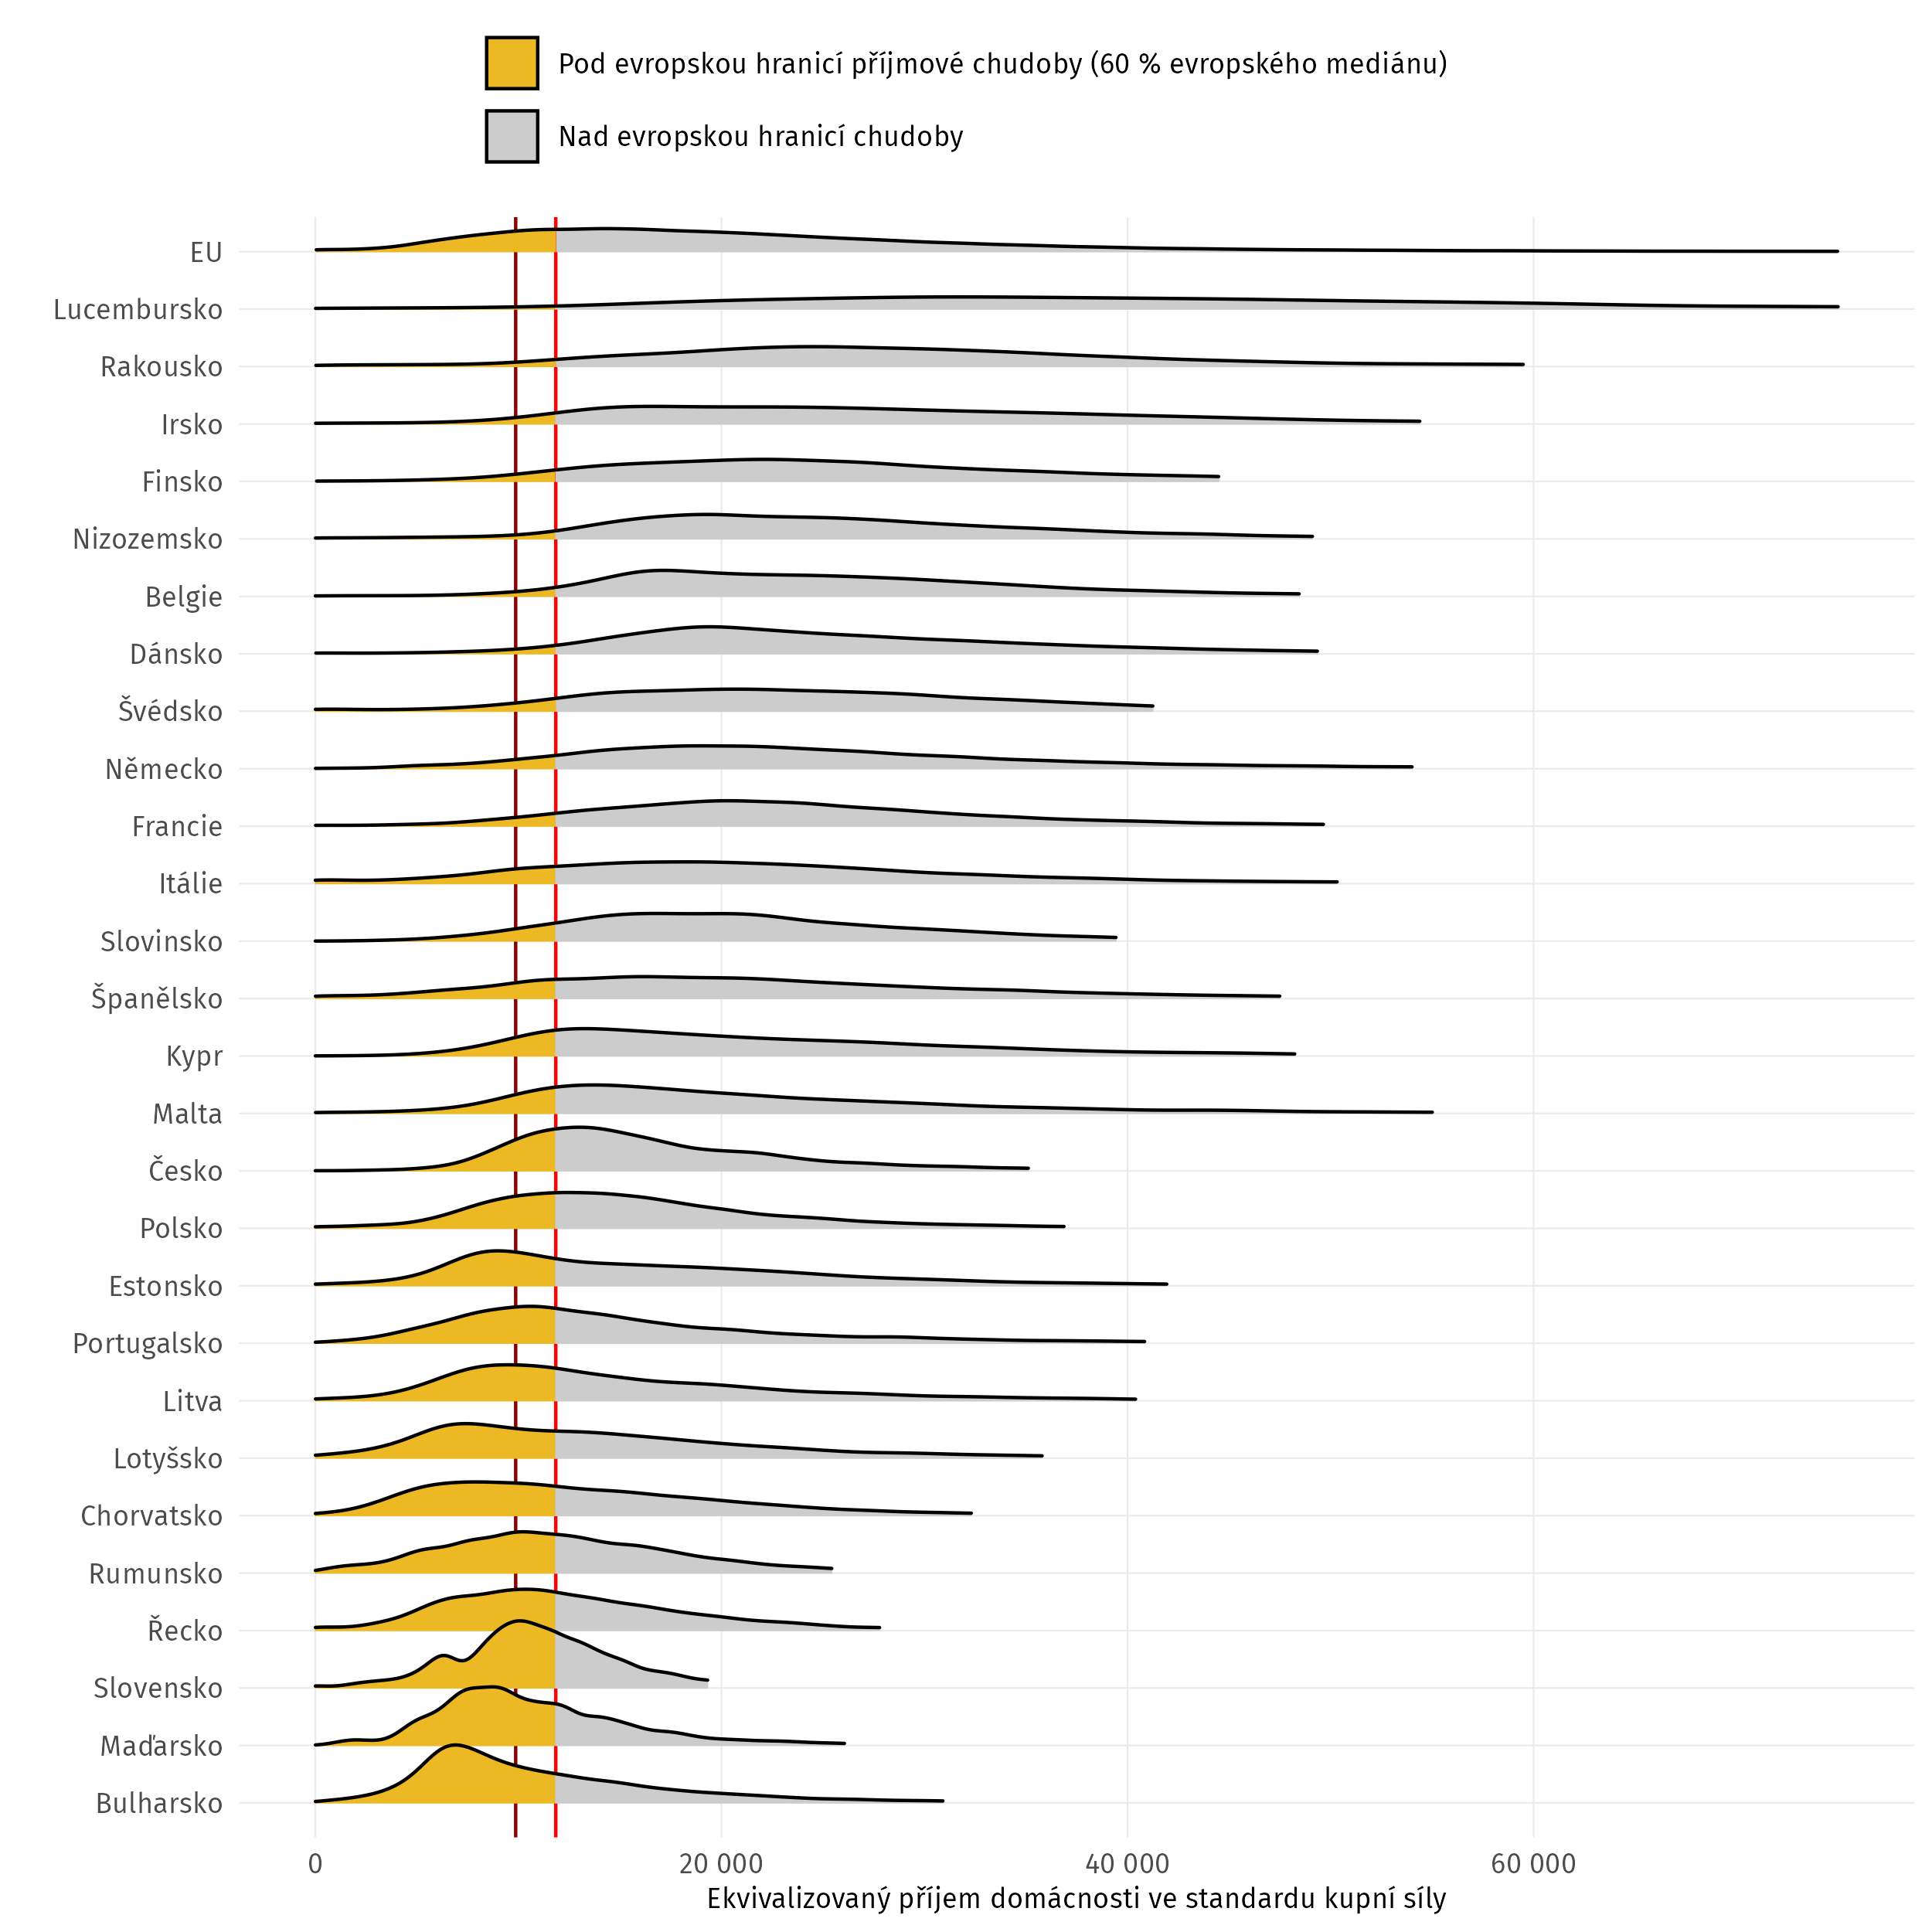 Pod evropskou hranicí příjmové chudoby (60 % evropského mediánu)
Nad evropskou hranicí chudoby
EU
Lucembursko
Rakousko
Irsko
Finsko
Nizozemsko
Belgie
Dánsko
Švédsko
Německo
Francie
Itálie
Slovinsko
Španělsko
Kypr
Malta
Česko
Polsko
Estonsko
Portugalsko
Litva
Lotyšsko
Chorvatsko
Rumunsko
Řecko
Slovensko
Maďarsko
Bulharsko
0 20 000 40 000 60 000
Ekvivalizovaný příjem domácnosti ve standardu kupní síly